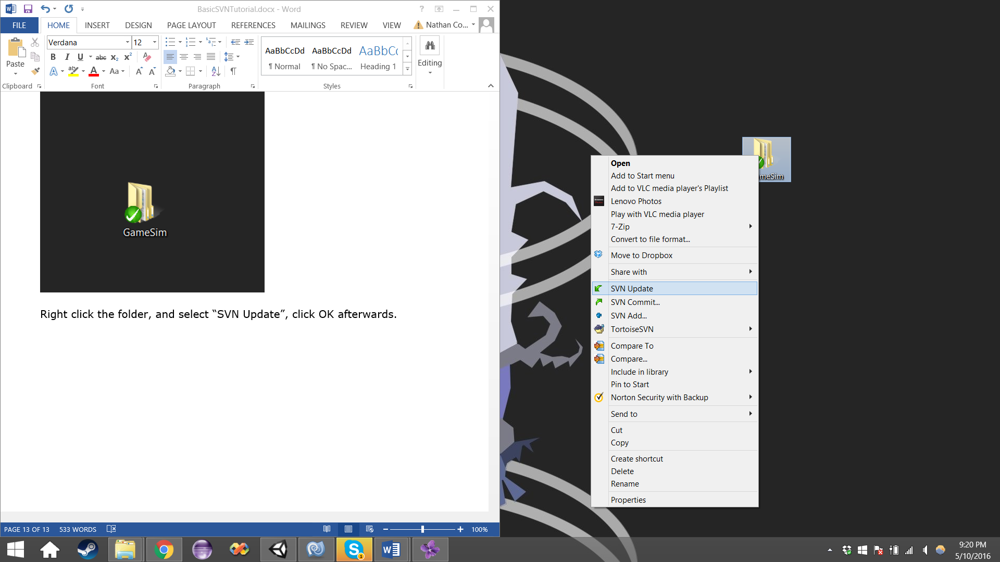 BasicSVNTutorial.docx - Word
FILE HOME INSERT DESIGN PAGE LAYOUT REFERENCES MAILINGS REVIEW VIEW Nathan Co...
Verdana 12
AaBbCcDd AaBbCcDd AaBbCc
Paste
¶ Normal ¶ No Spac... Heading 1
Editing
Clipboard Font Paragraph Styles
GameSim
Right click the folder, and select “SVN Update”, click OK afterwards.
PAGE 13 OF 13 533 WORDS 100%
meSim
Open
Add to Start menu
Add to VLC media player's Playlist
Lenovo Photos
Play with VLC media player
7-Zip
Convert to file format...
Move to Dropbox
Share with
SVN Update
SVN Commit...
SVN Add...
TortoiseSVN
Compare To
Compare...
Include in library
Pin to Start
Norton Security with Backup
Send to
Cut
Copy
Create shortcut
Delete
Rename
Properties
9:20 PM
5/10/2016